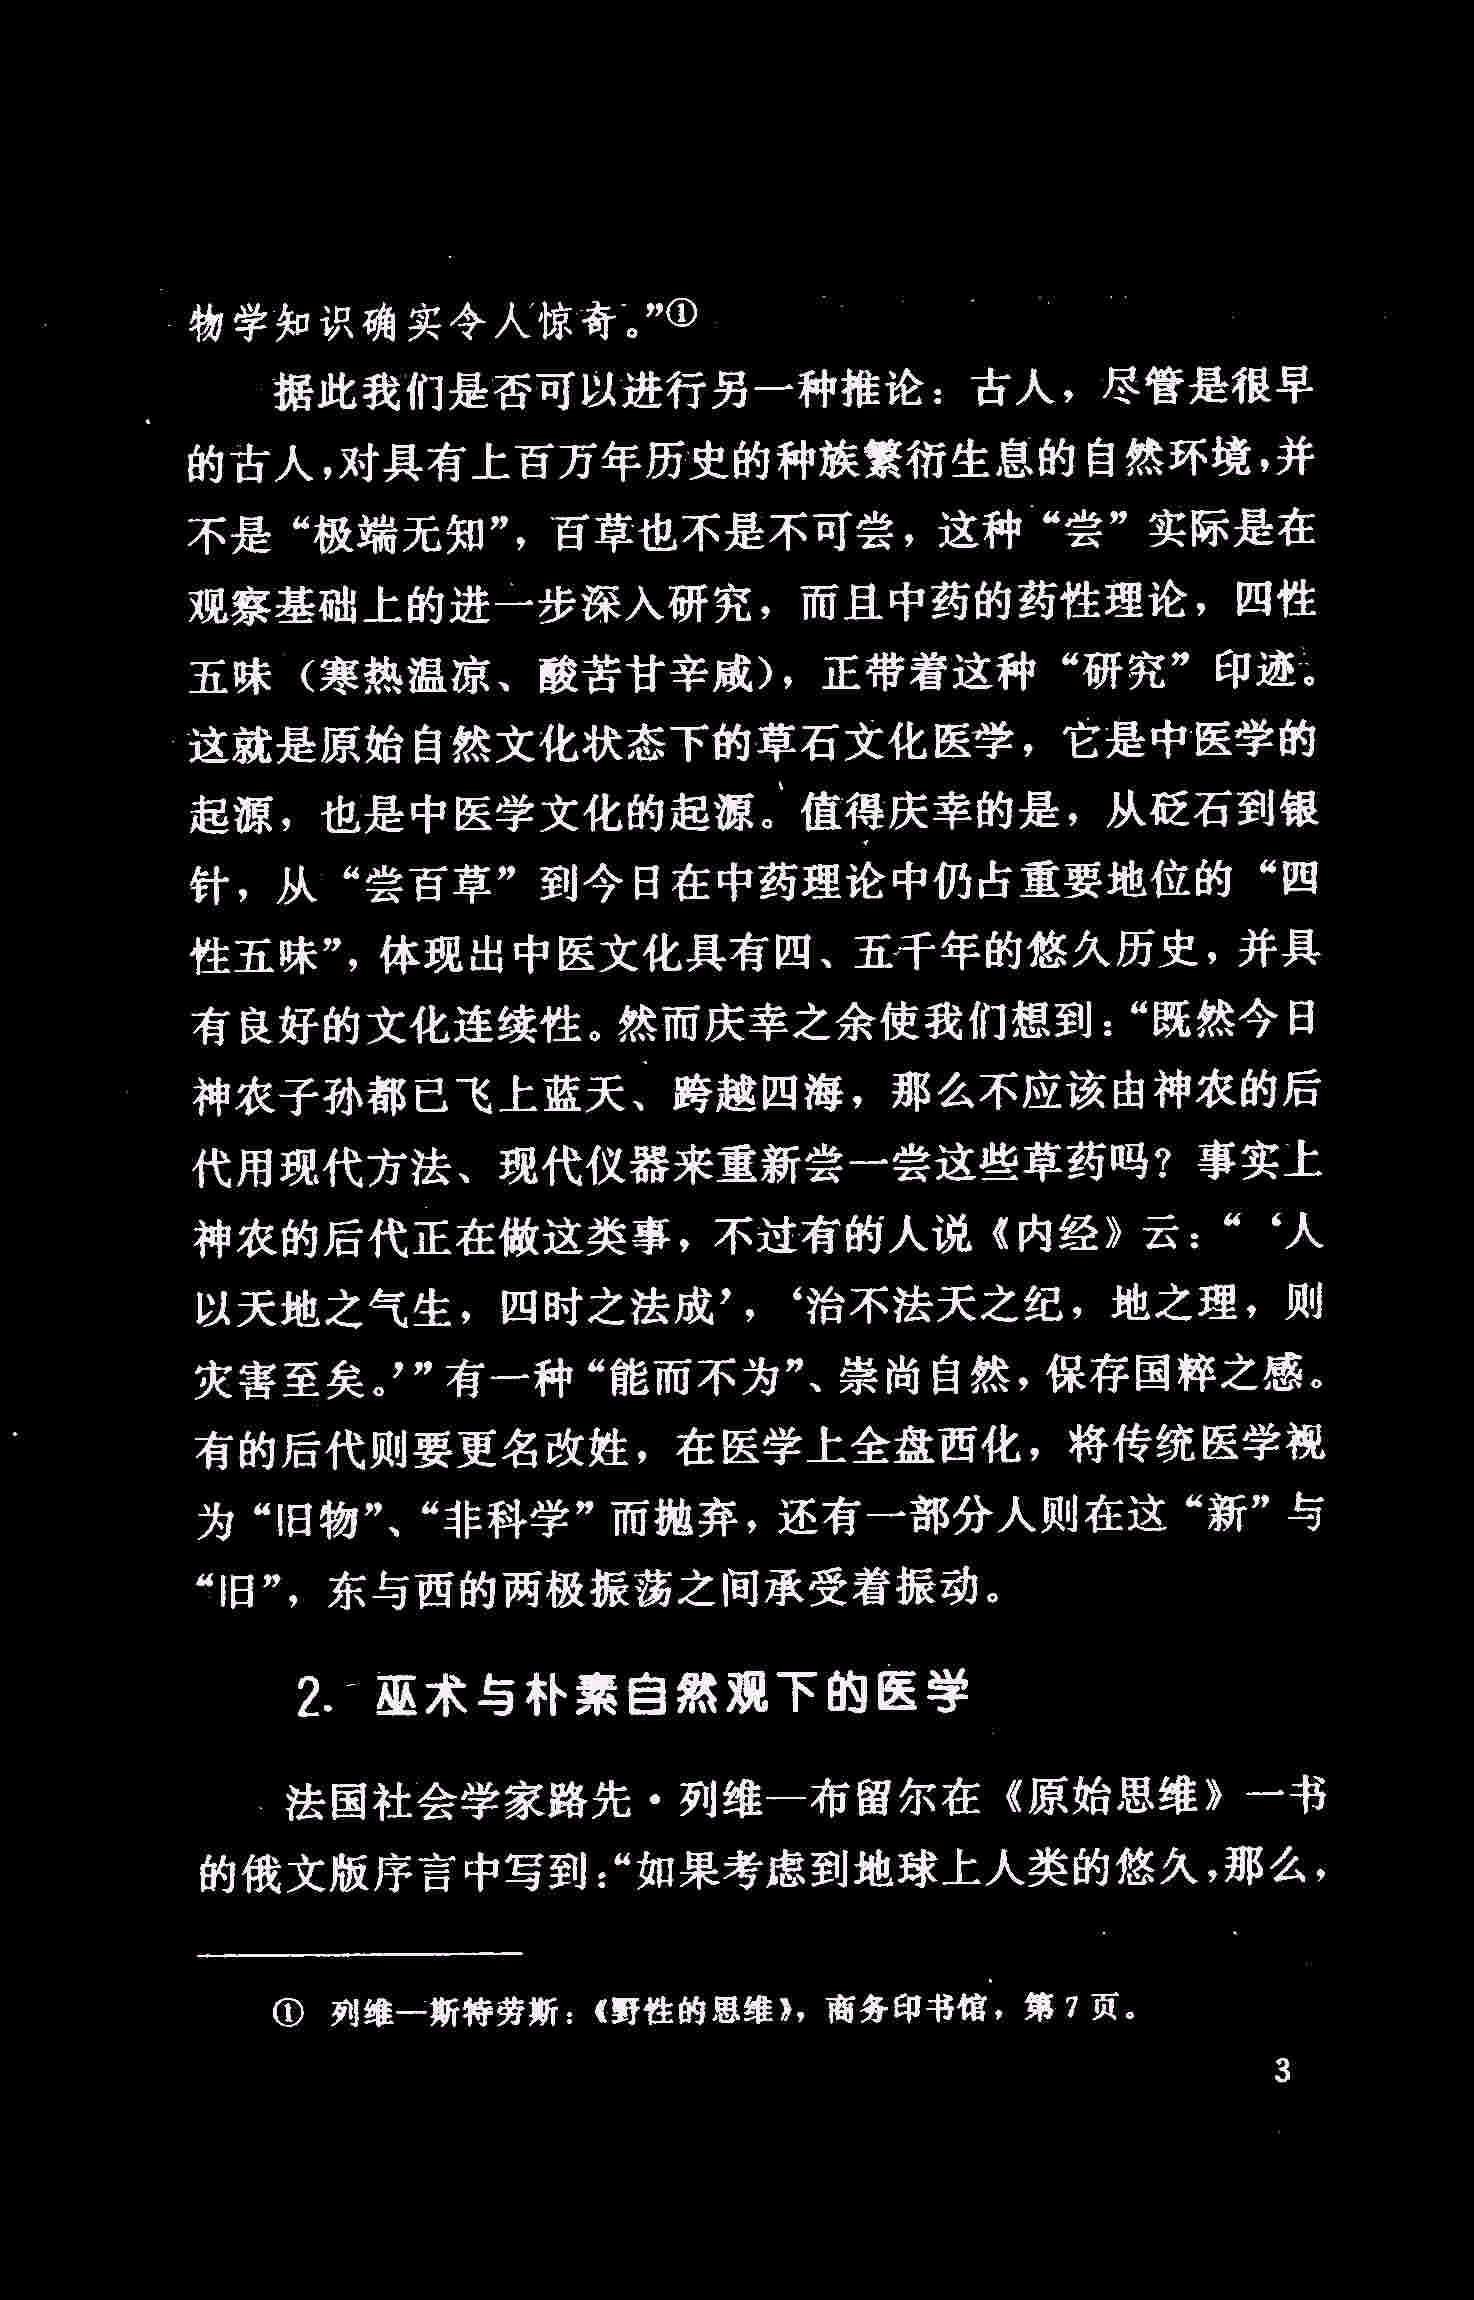 物学知识确实令人惊奇。”①
据此我们是否可以进行另一种推论：古人，尽管是很早
的古人，对具有上百万年历史的种族繁衍生息的自然环境，并
不是“极端无知”，百草也不是不可尝，这种“尝”实际是在
观察基础上的进一步深入研究，而且中药的药性理论，四性
五味（寒热温凉、酸苦甘辛咸），正带着这种“研究”印迹。
这就是原始自然文化状态下的草石文化医学，它是中医学的
起源，也是中医学文化的起源。值得庆幸的是，从砭石到银
针，从“尝百草”到今日在中药理论中仍占重要地位的“四
性五味”，体现出中医文化具有四、五千年的悠久历史，并具
有良好的文化连续性。然而庆幸之余使我们想到：“既然今日
神农子孙都已飞上蓝天、跨越四海，那么不应该由神农的后
代用现代方法、现代仪器来重新尝一尝这些草药吗？事实上
神农的后代正在做这类事，不过有的人说《内经》云：“‘人
以天地之气生，四时之法成’，‘治不法天之纪，地之理，则
灾害至矣。’”有一种“能而不为”、崇尚自然，保存国粹之感。
有的后代则要更名改姓，在医学上全盘西化，将传统医学视
为“旧物”、“非科学”而抛弃，还有一部分人则在这“新”与
“旧”，东与西的两极振荡之间承受着振动。
2. 巫术与朴素自然观下的医学
法国社会学家路先·列维—布留尔在《原始思维》一书
的俄文版序言中写到：“如果考虑到地球上人类的悠久，那么，
① 列维—斯特劳斯：《野性的思维》，商务印书馆，第7页。
3